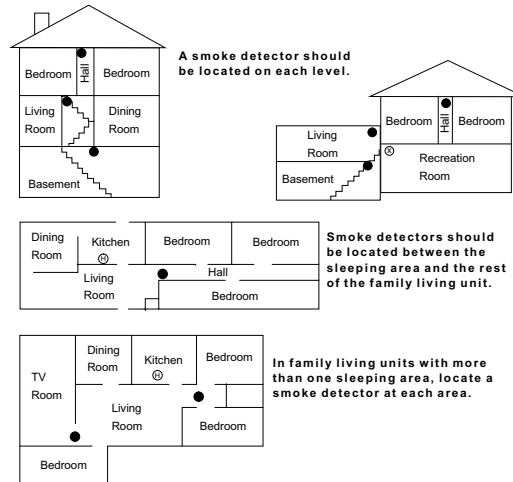 A smoke detector should
be located on each level.
Bedroom
Hall
Bedroom
Living
Room
Dining
Room
Basement
Bedroom
Hall
Bedroom
Living
Room
X
Recreation
Room
Basement
Dining
Room
Kitchen
H
Bedroom
Bedroom
Living
Room
Hall
Bedroom
Smoke detectors should
be located between the
sleeping area and the rest
of the family living unit.
TV
Room
Dining
Room
Kitchen
H
Bedroom
Living
Room
Bedroom
Bedroom
In family living units with more
than one sleeping area, locate a
smoke detector at each area.